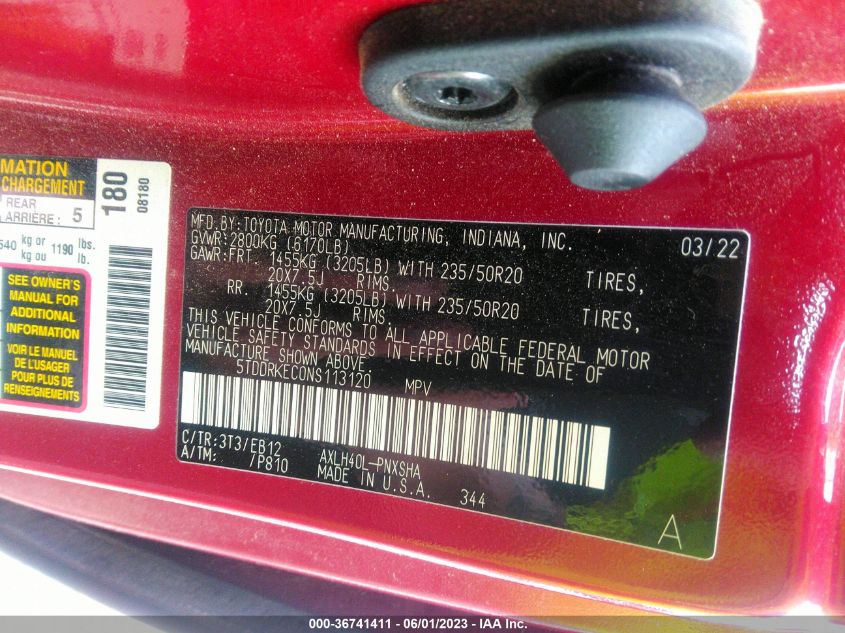 MATION
CHARGEMENT
REAR
ARRIÈRE: 5
540 kg or 1190 lbs.
kg ou lb.
SEE OWNER'S
MANUAL FOR
ADDITIONAL
INFORMATION
VOIR LE MANUEL
DE L'USAGER
POUR PLUS DE
RENSEIGNEMENTS
180
08180
MFD.BY:TOYOTA MOTOR MANUFACTURING, INDIANA, INC. 03/22
GVWR:2800KG (6170LB)
GAWR:FRT 1455KG (3205LB) WITH 235/50R20 TIRES,
20X7.5J RIMS.
RR. 1455KG (3205LB) WITH 235/50R20 TIRES,
20X7.5J RIMS.
THIS VEHICLE CONFORMS TO ALL APPLICABLE FEDERAL MOTOR
VEHICLE SAFETY STANDARDS IN EFFECT ON THE DATE OF
MANUFACTURE SHOWN ABOVE.
5TDDRKEC0NS113120 MPV
C/TR:3T3/EB12 AXLH40L-PNXSHA
A/TM: /P810 MADE IN U.S.A. 344
A
000-36741411 - 06/01/2023 - IAA Inc.